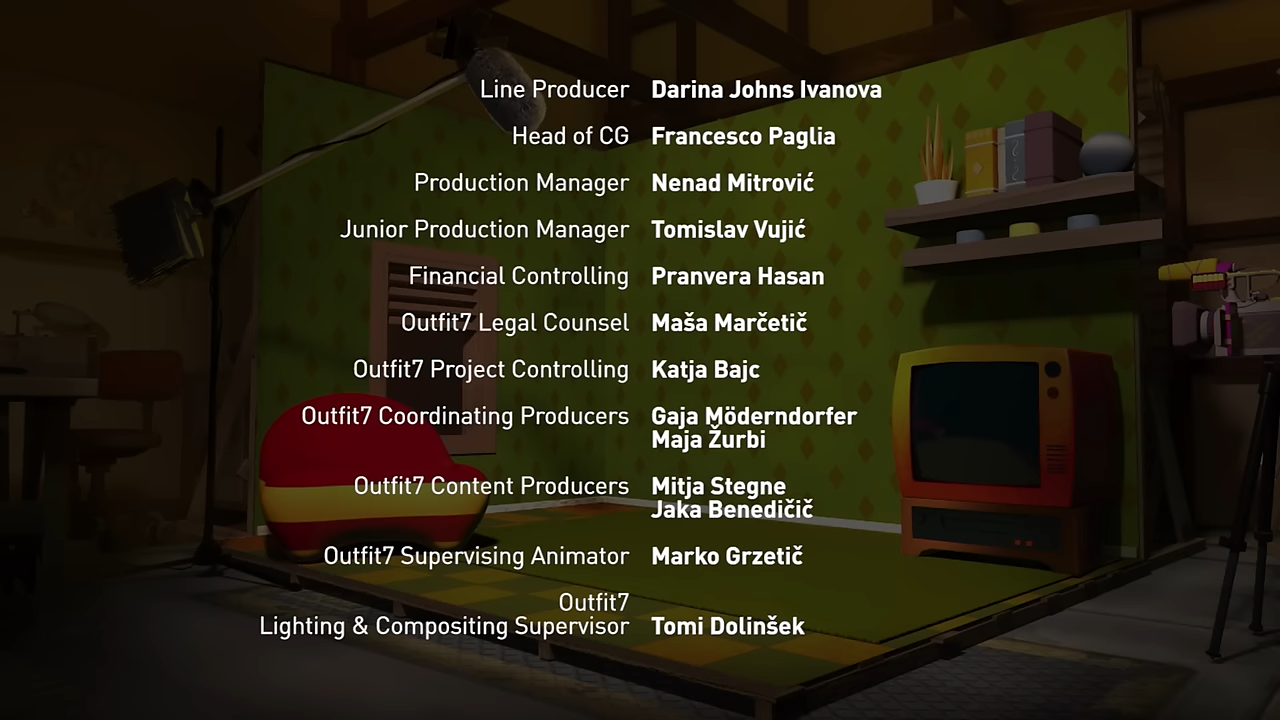 Line Producer Darina Johns Ivanova
Head of CG Francesco Paglia
Production Manager Nenad Mitrović
Junior Production Manager Tomislav Vujić
Financial Controlling Pranvera Hasan
Outfit7 Legal Counsel Maša Marčetič
Outfit7 Project Controlling Katja Bajc
Outfit7 Coordinating Producers Gaja Möderndorfer
Maja Žurbi
Outfit7 Content Producers Mitja Stegne
Jaka Benedičič
Outfit7 Supervising Animator Marko Grzetič
Outfit7
Lighting & Compositing Supervisor Tomi Dolinšek